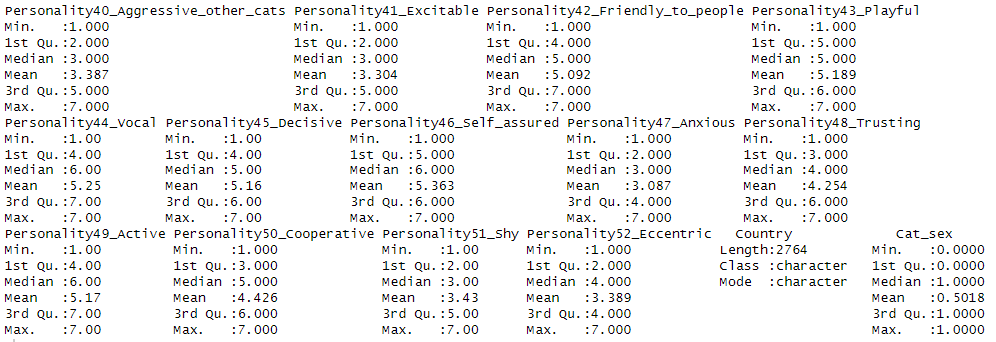 Personality40_Aggressive_other_cats Personality41_Excitable Personality42_Friendly_to_people Personality43_Playful
Min.   :1.000 Min.   :1.000 Min.   :1.000 Min.   :1.000
1st Qu.:2.000 1st Qu.:2.000 1st Qu.:4.000 1st Qu.:5.000
Median :3.000 Median :3.000 Median :5.000 Median :5.000
Mean   :3.387 Mean   :3.304 Mean   :5.092 Mean   :5.189
3rd Qu.:5.000 3rd Qu.:5.000 3rd Qu.:7.000 3rd Qu.:6.000
Max.   :7.000 Max.   :7.000 Max.   :7.000 Max.   :7.000
Personality44_Vocal Personality45_Decisive Personality46_Self_assured Personality47_Anxious Personality48_Trusting
Min.   :1.00 Min.   :1.00 Min.   :1.000 Min.   :1.000 Min.   :1.000
1st Qu.:4.00 1st Qu.:4.00 1st Qu.:5.000 1st Qu.:2.000 1st Qu.:3.000
Median :6.00 Median :5.00 Median :6.000 Median :3.000 Median :4.000
Mean   :5.25 Mean   :5.16 Mean   :5.363 Mean   :3.087 Mean   :4.254
3rd Qu.:7.00 3rd Qu.:6.00 3rd Qu.:6.000 3rd Qu.:4.000 3rd Qu.:6.000
Max.   :7.00 Max.   :7.00 Max.   :7.000 Max.   :7.000 Max.   :7.000
Personality49_Active Personality50_Cooperative Personality51_Shy Personality52_Eccentric Country Cat_sex
Min.   :1.00 Min.   :1.000 Min.   :1.00 Min.   :1.000 Length:2764 Min.   :0.0000
1st Qu.:4.00 1st Qu.:3.000 1st Qu.:2.00 1st Qu.:2.000 Class :character 1st Qu.:0.0000
Median :6.00 Median :5.000 Median :3.00 Median :4.000 Mode  :character Median :1.0000
Mean   :5.17 Mean   :4.426 Mean   :3.43 Mean   :3.389 Mean   :0.5018
3rd Qu.:7.00 3rd Qu.:6.000 3rd Qu.:5.00 3rd Qu.:4.000 3rd Qu.:1.0000
Max.   :7.00 Max.   :7.000 Max.   :7.00 Max.   :7.000 Max.   :1.0000